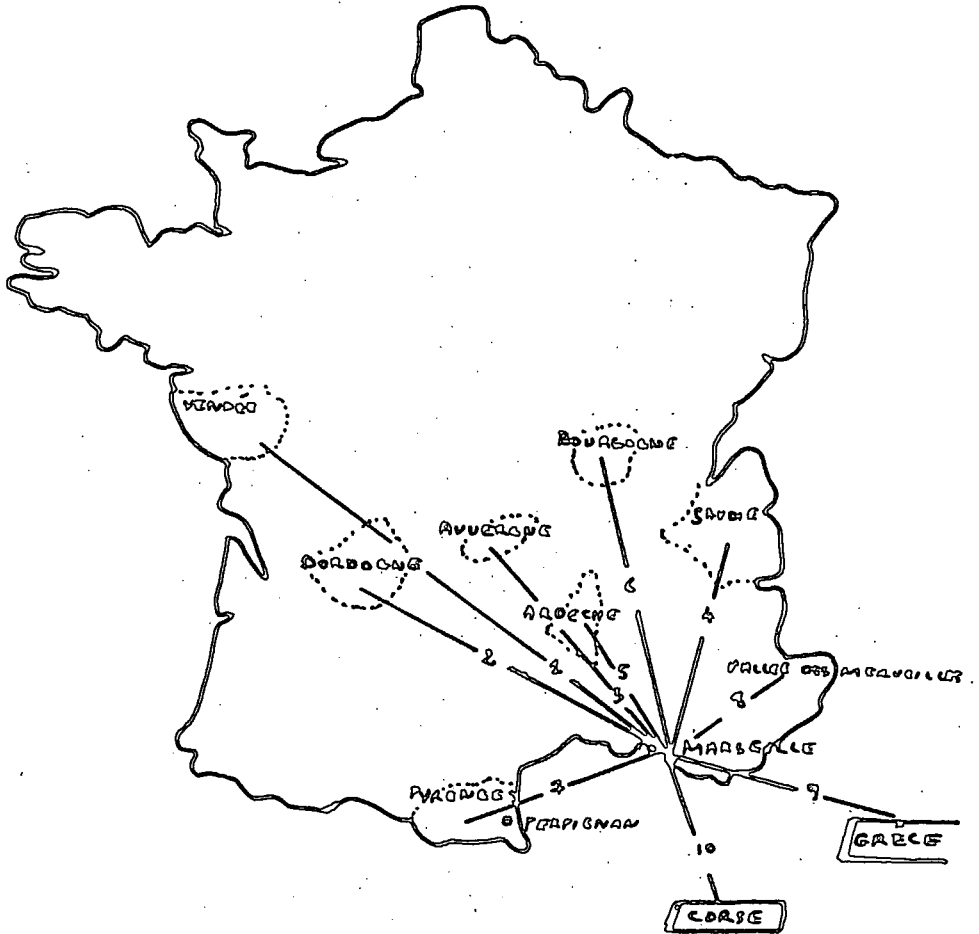 VENDEE
BOURGOGNE
SAVOIE
AUVERGNE
DORDOGNE
ARDECHE
6
4
2
1
5
3
VALLEE DES MERVEILLES
8
MARSEILLE
PYRENEE
7
9
PERPIGNAN
GRECE
10
CORSE